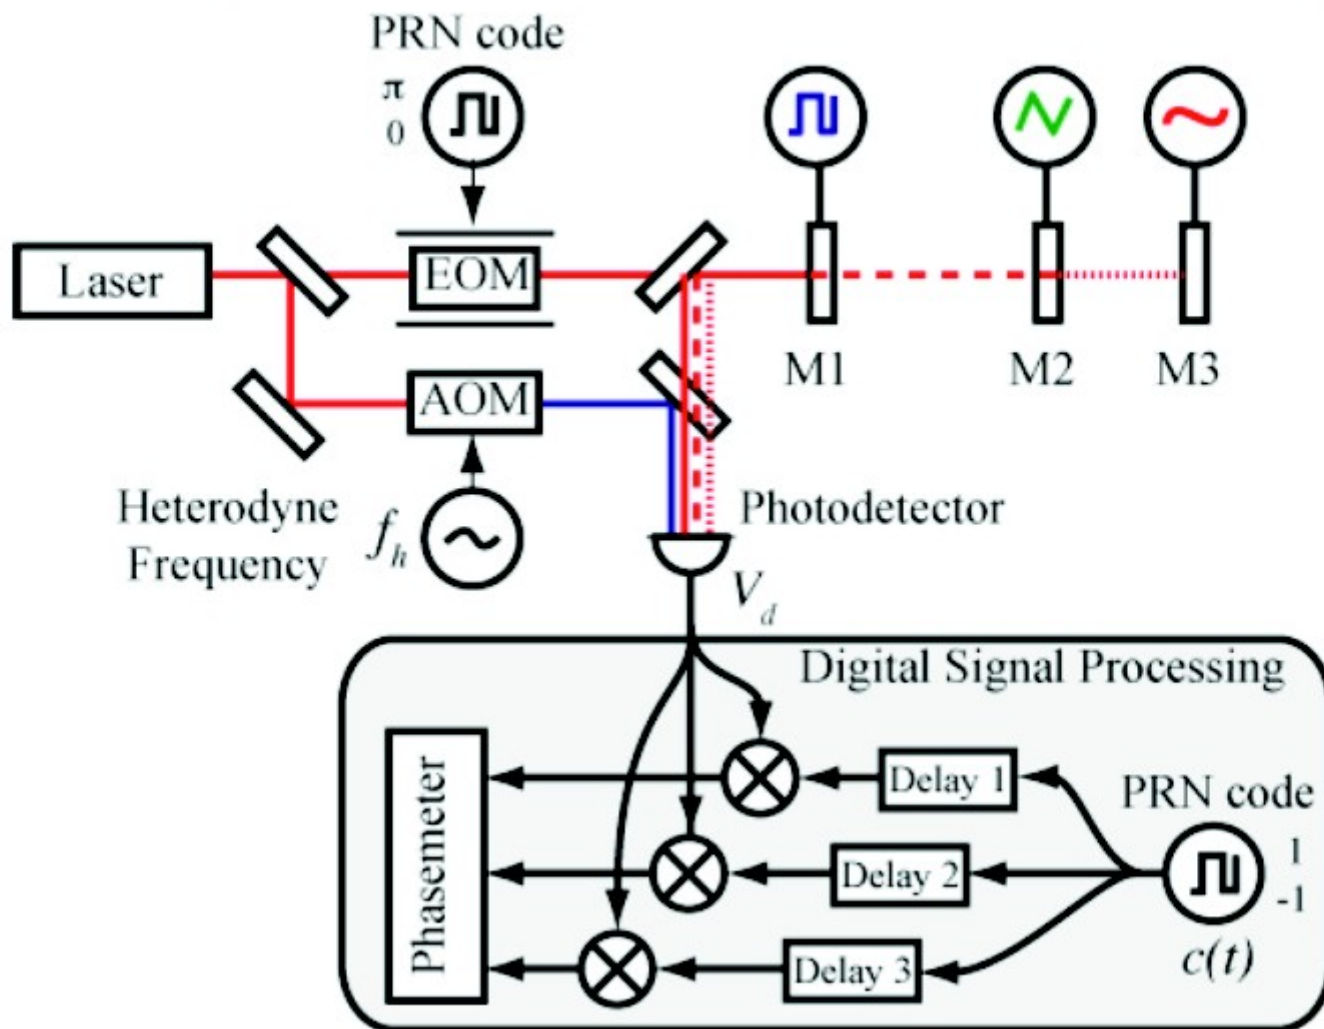 PRN code
π
0
Laser
EOM
AOM
M1
M2
M3
Heterodyne
Frequency
f_h
Photodetector
V_d
Digital Signal Processing
Phasemeter
Delay 1
Delay 2
Delay 3
PRN code
1
-1
c(t)